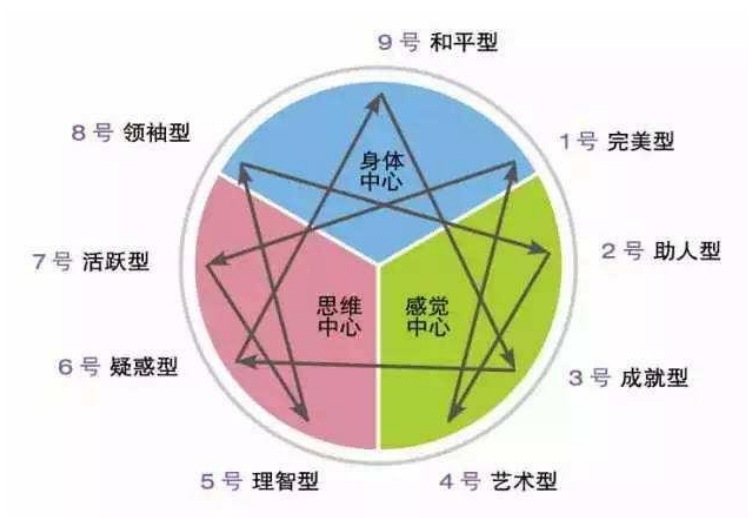 9 号 和平型
8 号 领袖型
1 号 完美型
身体
中心
7 号 活跃型
2 号 助人型
思维
中心
感觉
中心
6 号 疑惑型
3 号 成就型
5 号 理智型
4 号 艺术型